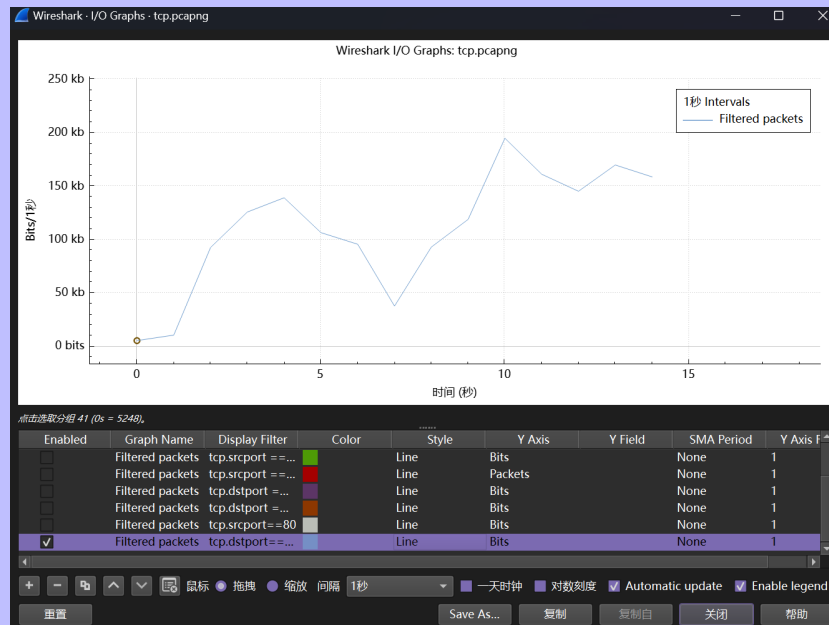 Wireshark · I/O Graphs · tcp.pcapng
Wireshark I/O Graphs: tcp.pcapng
250 kb
200 kb
150 kb
100 kb
50 kb
0 bits
Bits/1秒
1秒 Intervals
Filtered packets
0 5 10 15
时间 (秒)
点击选取分组 41 (0s = 5248)。
Enabled Graph Name Display Filter Color Style Y Axis Y Field SMA Period Y Axis F
Filtered packets tcp.srcport ==... Line Bits None 1
Filtered packets tcp.srcport ==... Line Packets None 1
Filtered packets tcp.dstport =... Line Bits None 1
Filtered packets tcp.dstport =... Line Bits None 1
Filtered packets tcp.srcport==80 Line Bits None 1
Filtered packets tcp.dstport==... Line Bits None 1
鼠标 拖拽 缩放 间隔 1秒 一天时钟 对数刻度 Automatic update Enable legend
重置 Save As... 复制 复制自 关闭 帮助